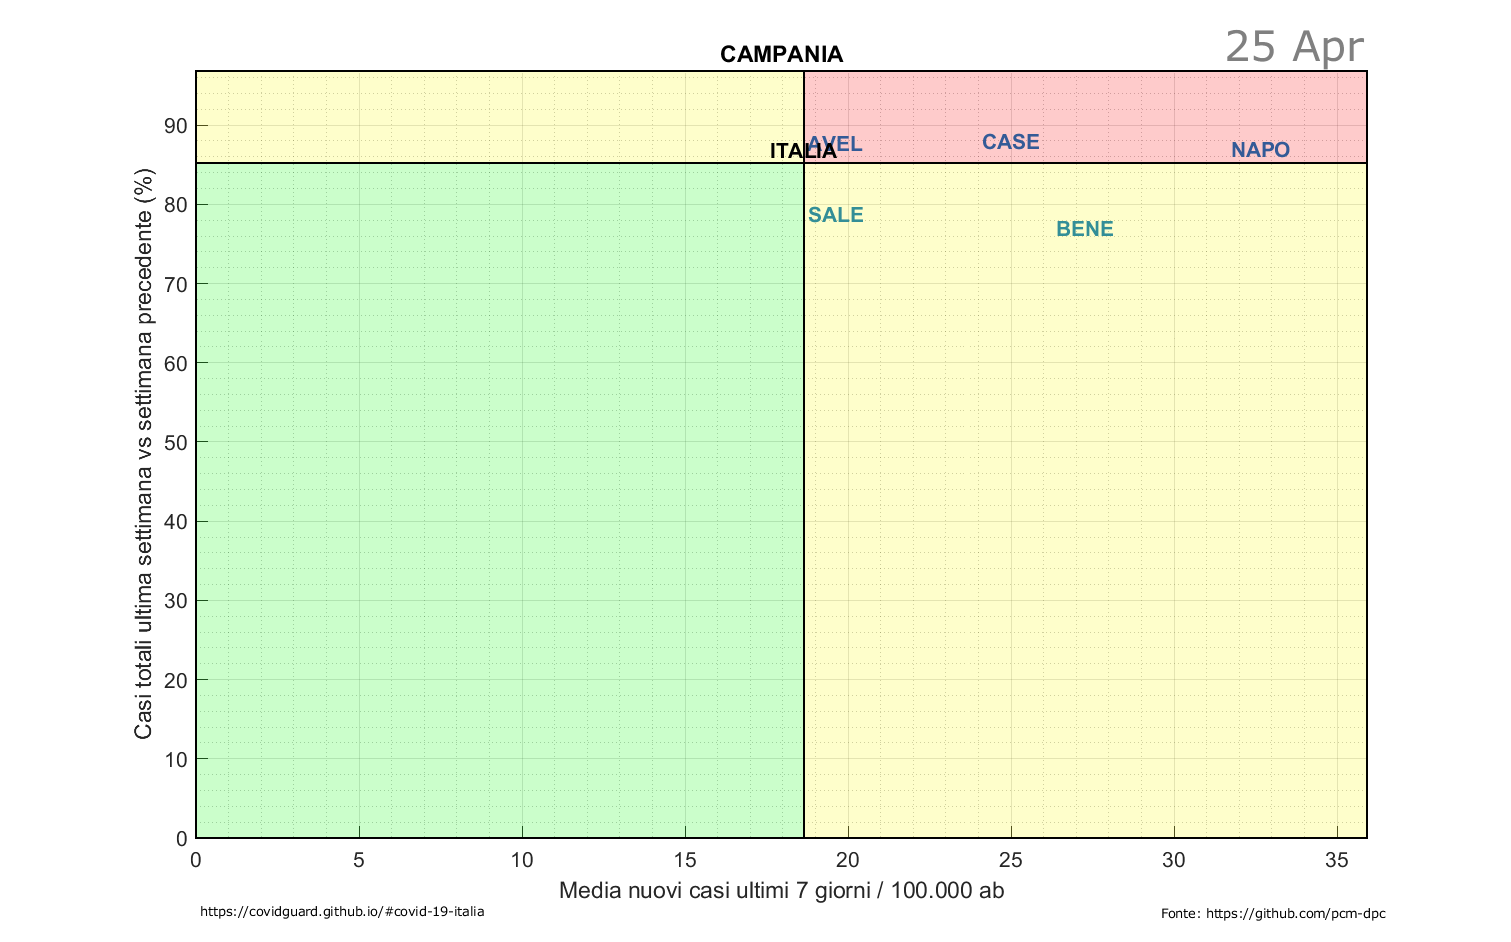 25 Apr
CAMPANIA
Casi totali ultima settimana vs settimana precedente (%)
90
80
70
60
50
40
30
20
10
0
AVEL
CASE
NAPO
ITALIA
SALE
BENE
0 5 10 15 20 25 30 35
Media nuovi casi ultimi 7 giorni / 100.000 ab
https://covidguard.github.io/#covid-19-italia
Fonte: https://github.com/pcm-dpc